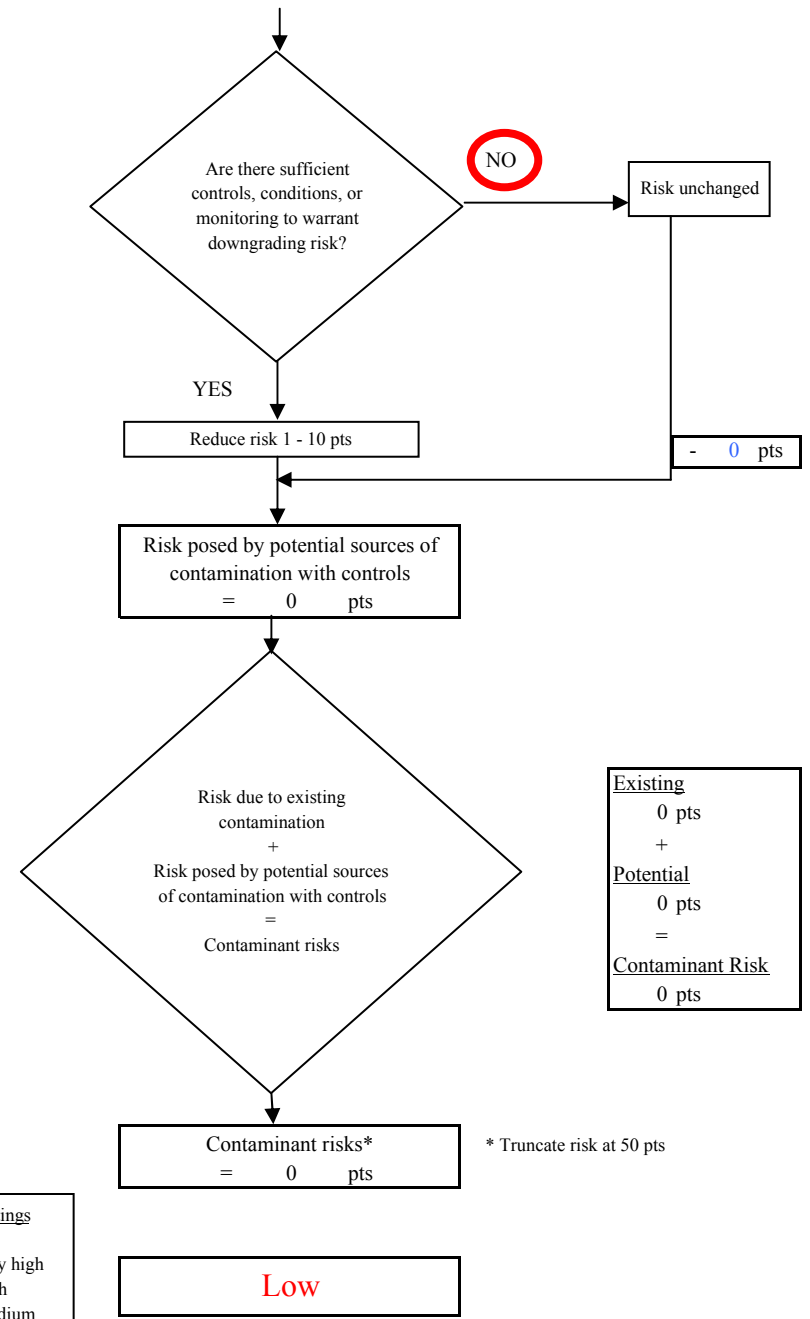 Are there sufficient
controls, conditions, or
monitoring to warrant
downgrading risk?
NO
Risk unchanged
YES
Reduce risk 1 - 10 pts
- 0 pts
Risk posed by potential sources of
contamination with controls
= 0 pts
Risk due to existing
contamination
+
Risk posed by potential sources
of contamination with controls
=
Contaminant risks
Existing
0 pts
+
Potential
0 pts
=
Contaminant Risk
0 pts
Contaminant risks*
= 0 pts
* Truncate risk at 50 pts
high
Low